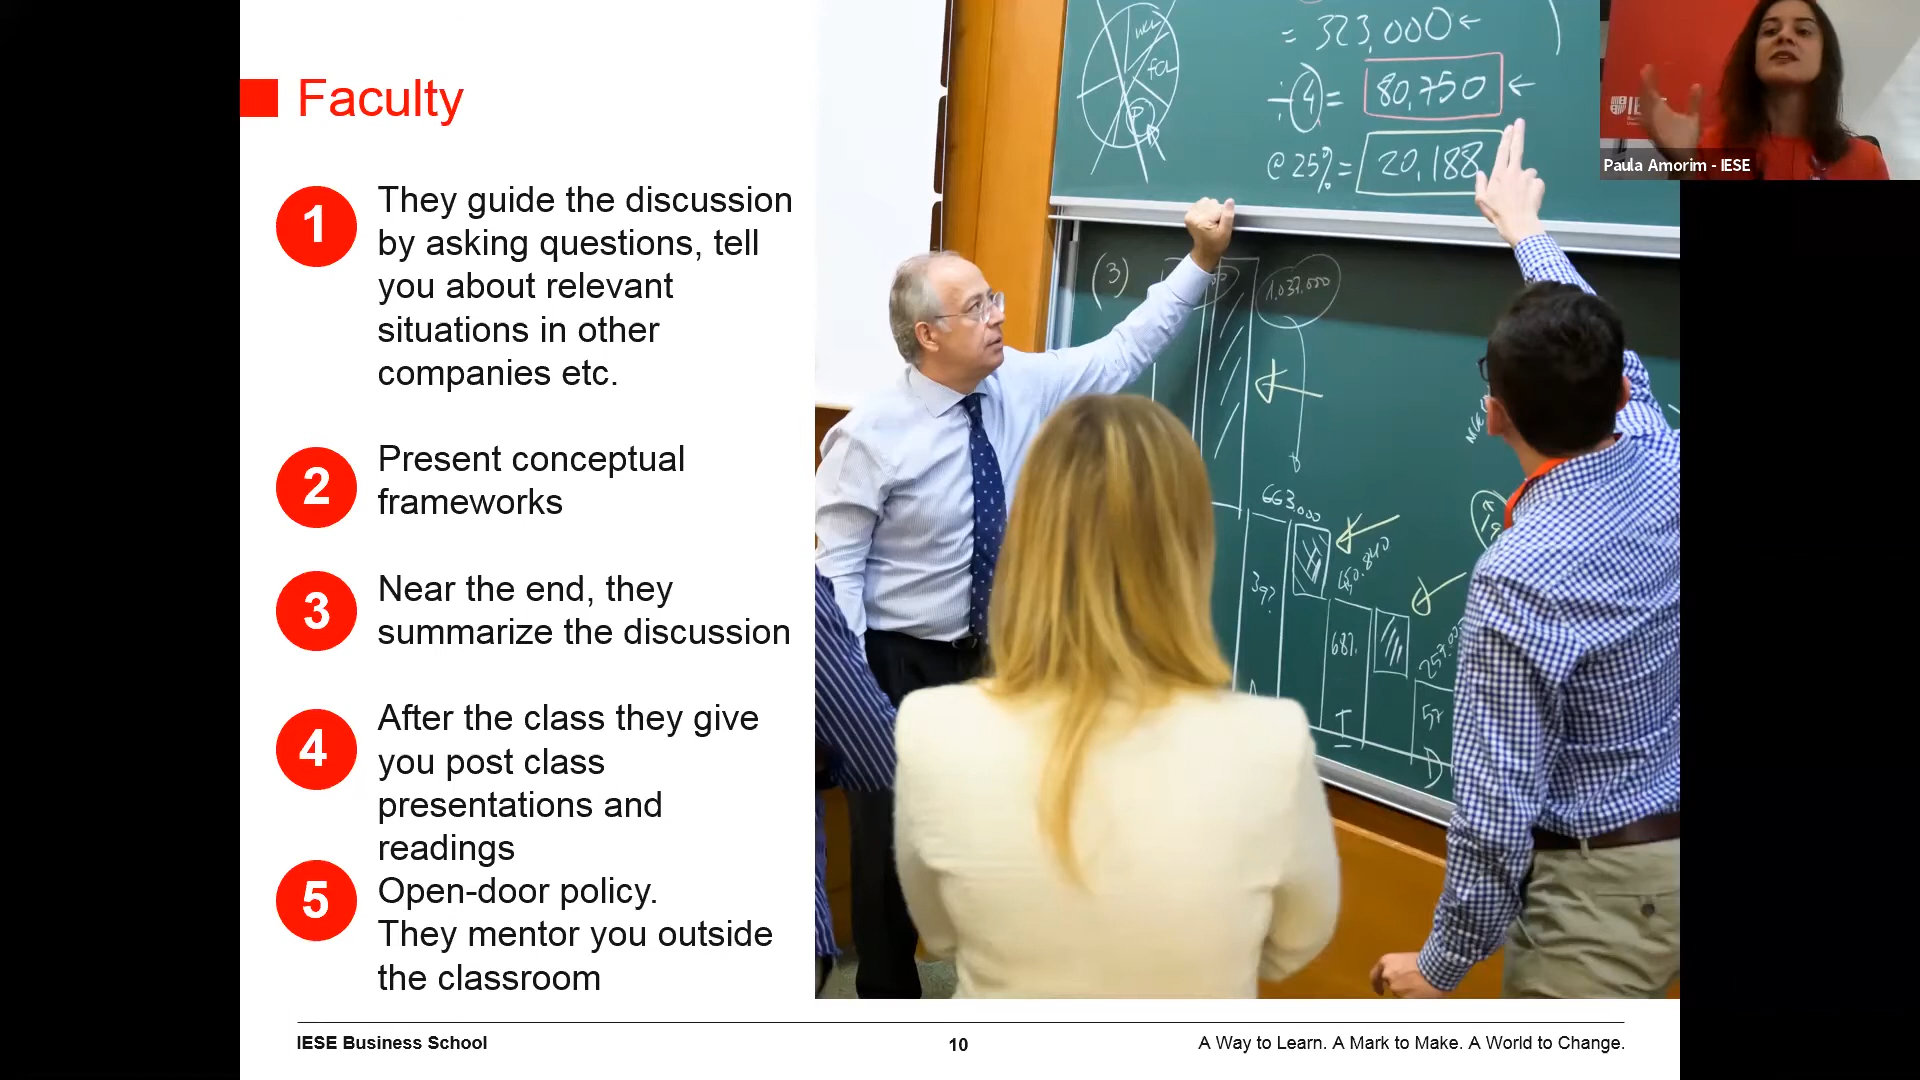 Faculty
1
They guide the discussion
by asking questions, tell
you about relevant
situations in other
companies etc.
2
Present conceptual
frameworks
3
Near the end, they
summarize the discussion
4
After the class they give
you post class
presentations and
readings
5
Open-door policy.
They mentor you outside
the classroom
= 323,000 ←
÷ 4 = 80,750 ←
@ 25% = 20,188
FCL
P
(3)
1.037.000
663.000
39?
68%
57
I
D
Paula Amorim - IESE
IESE Business School
10
A Way to Learn. A Mark to Make. A World to Change.